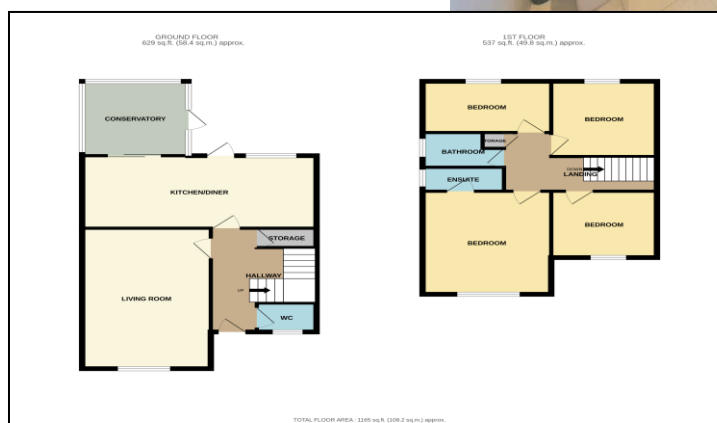 GROUND FLOOR
629 sq.ft. (58.4 sq.m.) approx.
CONSERVATORY
KITCHEN/DINER
STORAGE
HALLWAY
LIVING ROOM
UP
WC
1ST FLOOR
537 sq.ft. (49.8 sq.m.) approx.
BEDROOM
BEDROOM
STORAGE
BATHROOM
DOWN
LANDING
ENSUITE
BEDROOM
BEDROOM
TOTAL FLOOR AREA : 1165 sq.ft. (108.2 sq.m.) approx.